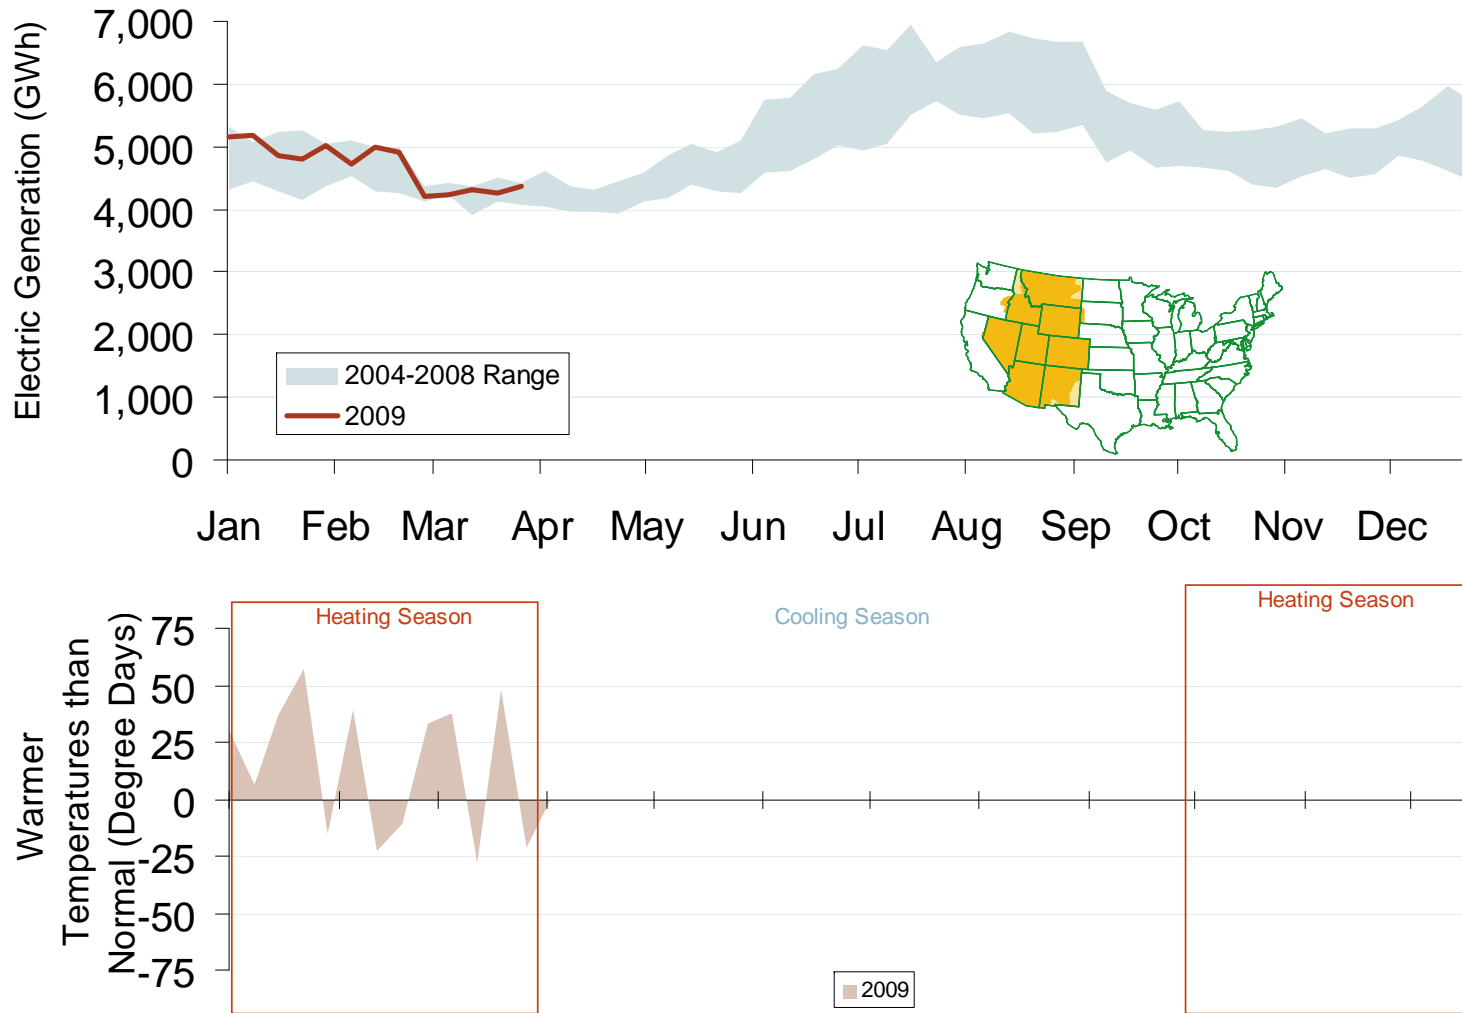 Electric Generation (GWh)
7,000
6,000
5,000
4,000
3,000
2,000
1,000
0
2004-2008 Range
2009
Jan Feb Mar Apr May Jun Jul Aug Sep Oct Nov Dec
Warmer
Temperatures than
Normal (Degree Days)
75
50
25
0
-25
-50
-75
Heating Season
Cooling Season
Heating Season
2009